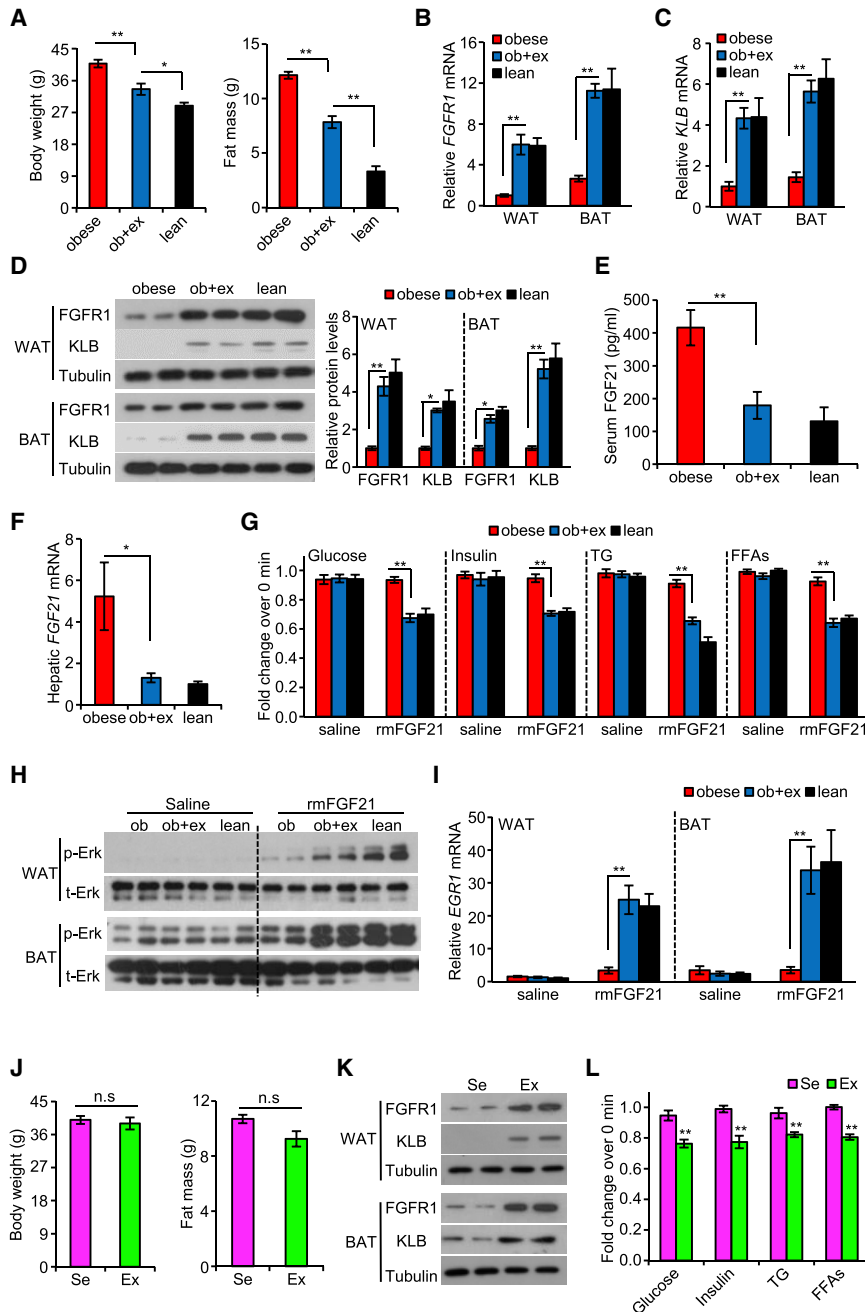 A
Body weight (g)
45
36
27
18
9
0
**
*
obese
ob+ex
lean
Fat mass (g)
15
10
5
0
**
**
obese
ob+ex
lean
B
obese
ob+ex
lean
Relative FGFR1 mRNA
16
12
8
4
0
**
**
WAT
BAT
C
obese
ob+ex
lean
Relative KLB mRNA
8
6
4
2
0
**
**
WAT
BAT
D
obese ob+ex lean
WAT
FGFR1
KLB
Tubulin
BAT
FGFR1
KLB
Tubulin
obese ob+ex lean
Relative protein levels
8
6
4
2
0
WAT
BAT
**
*
*
**
FGFR1 KLB FGFR1 KLB
E
Serum FGF21 (pg/ml)
500
400
300
200
100
0
**
obese ob+ex lean
F
Hepatic FGF21 mRNA
8
6
4
2
0
*
obese ob+ex lean
G
obese ob+ex lean
Fold change over 0 min
1.2
1.0
0.8
0.6
0.4
0.2
0.0
Glucose Insulin TG FFAs
** ** ** **
saline rmFGF21 saline rmFGF21 saline rmFGF21 saline rmFGF21
H
Saline rmFGF21
ob ob+ex lean ob ob+ex lean
WAT
p-Erk
t-Erk
BAT
p-Erk
t-Erk
I
obese ob+ex lean
Relative EGR1 mRNA
50
40
30
20
10
0
WAT
BAT
**
**
saline rmFGF21 saline rmFGF21
J
Body weight (g)
45
36
27
18
9
0
n.s
Se Ex
Fat mass (g)
12
10
8
6
4
2
0
n.s
Se Ex
K
Se Ex
WAT
FGFR1
KLB
Tubulin
BAT
FGFR1
KLB
Tubulin
L
Se Ex
Fold change over 0 min
1.2
1.0
0.8
0.6
0.4
0.2
0
** ** ** **
Glucose
Insulin
TG
FFAs